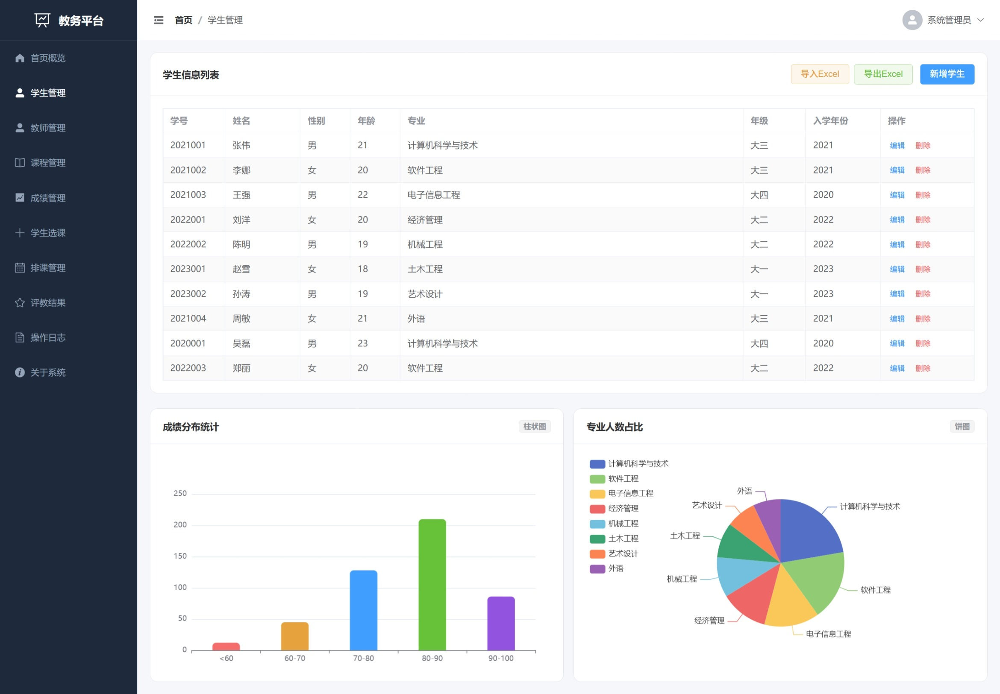 教务平台
首页 / 学生管理
系统管理员
首页概览
学生管理
教师管理
课程管理
成绩管理
学生选课
排课管理
评教结果
操作日志
关于系统
学生信息列表
导入Excel 导出Excel 新增学生
学号 姓名 性别 年龄 专业 年级 入学年份 操作
2021001 张伟 男 21 计算机科学与技术 大三 2021 编辑 删除
2021002 李娜 女 20 软件工程 大三 2021 编辑 删除
2021003 王强 男 22 电子信息工程 大四 2020 编辑 删除
2022001 刘洋 女 20 经济管理 大二 2022 编辑 删除
2022002 陈明 男 19 机械工程 大二 2022 编辑 删除
2023001 赵雪 女 18 土木工程 大一 2023 编辑 删除
2023002 孙涛 男 19 艺术设计 大一 2023 编辑 删除
2021004 周敏 女 21 外语 大三 2021 编辑 删除
2020001 吴磊 男 23 计算机科学与技术 大四 2020 编辑 删除
2022003 郑丽 女 20 软件工程 大二 2022 编辑 删除
成绩分布统计 柱状图
250
200
150
100
50
0
<60 60-70 70-80 80-90 90-100
专业人数占比 饼图
计算机科学与技术
软件工程
电子信息工程
经济管理
机械工程
土木工程
艺术设计
外语
外语
艺术设计
计算机科学与技术
土木工程
机械工程
软件工程
经济管理
电子信息工程